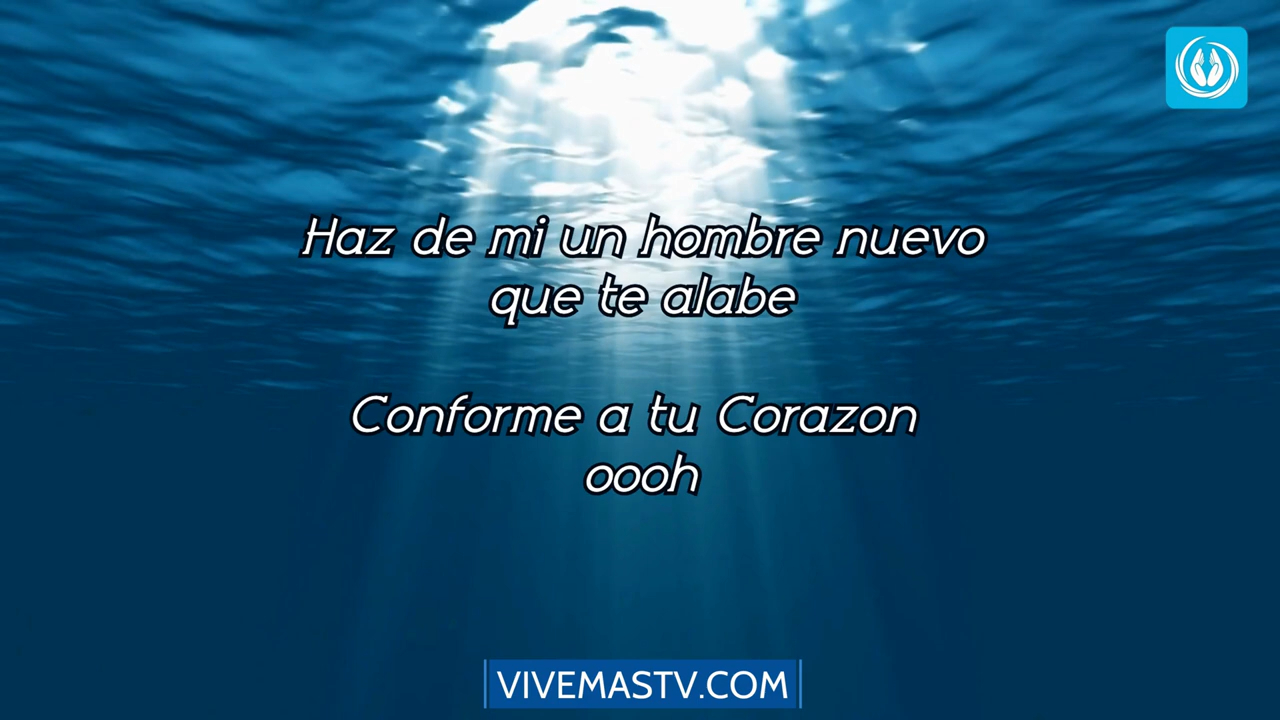 Haz de mi un hombre nuevo
que te alabe
Conforme a tu Corazon
oooh
VIVEMASTV.COM